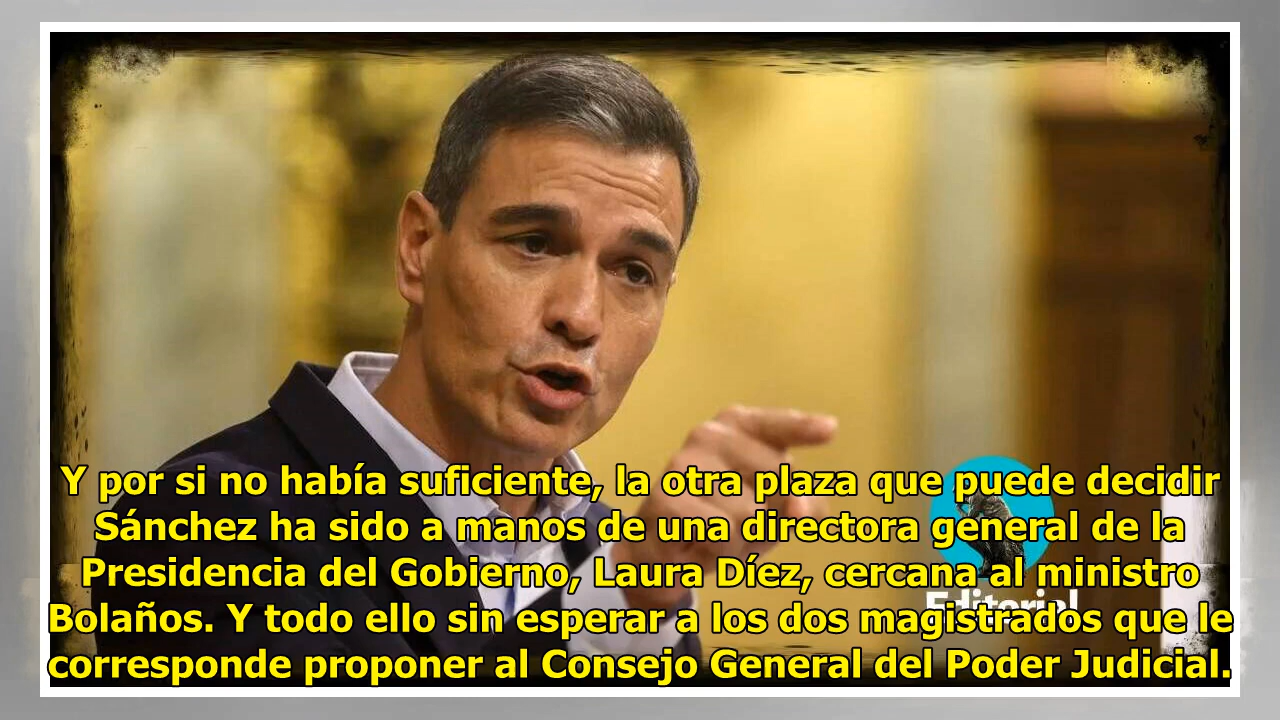 Y por si no había suficiente, la otra plaza que puede decidir
Sánchez ha sido a manos de una directora general de la
Presidencia del Gobierno, Laura Díez, cercana al ministro
Editorial
Bolaños. Y todo ello sin esperar a los dos magistrados que le
corresponde proponer al Consejo General del Poder Judicial.